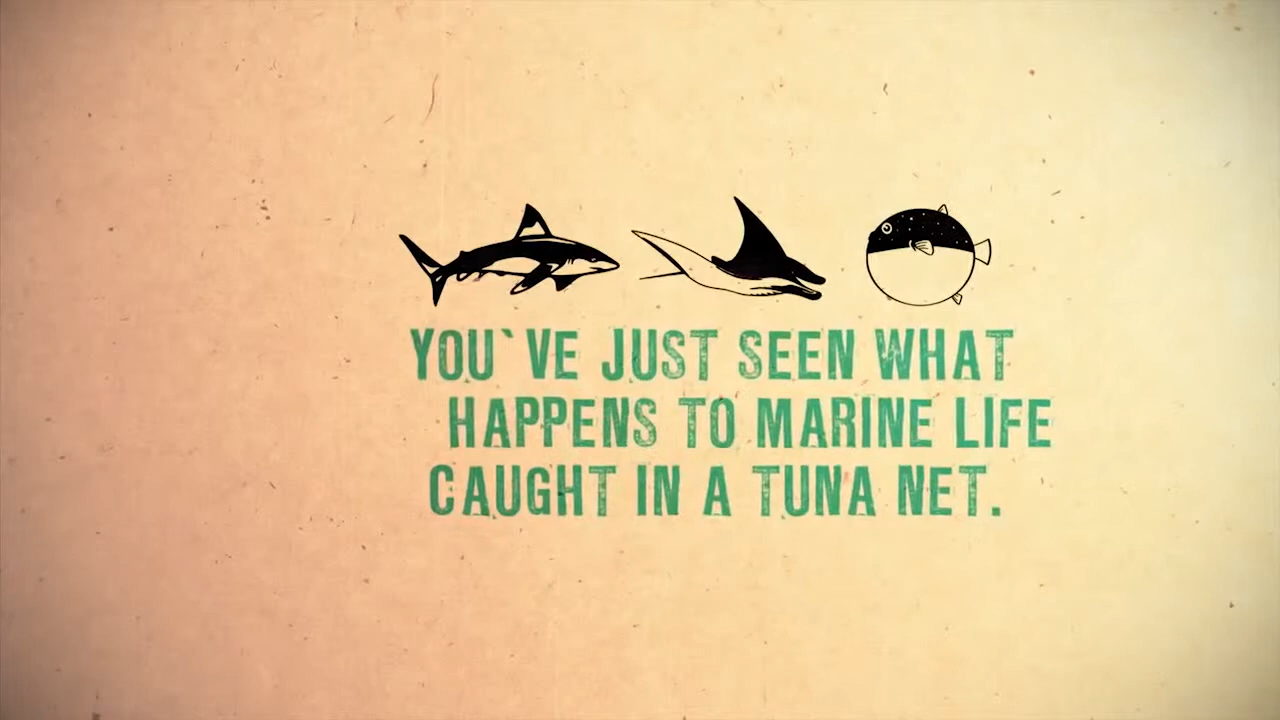 YOU`VE JUST SEEN WHAT
HAPPENS TO MARINE LIFE
CAUGHT IN A TUNA NET.